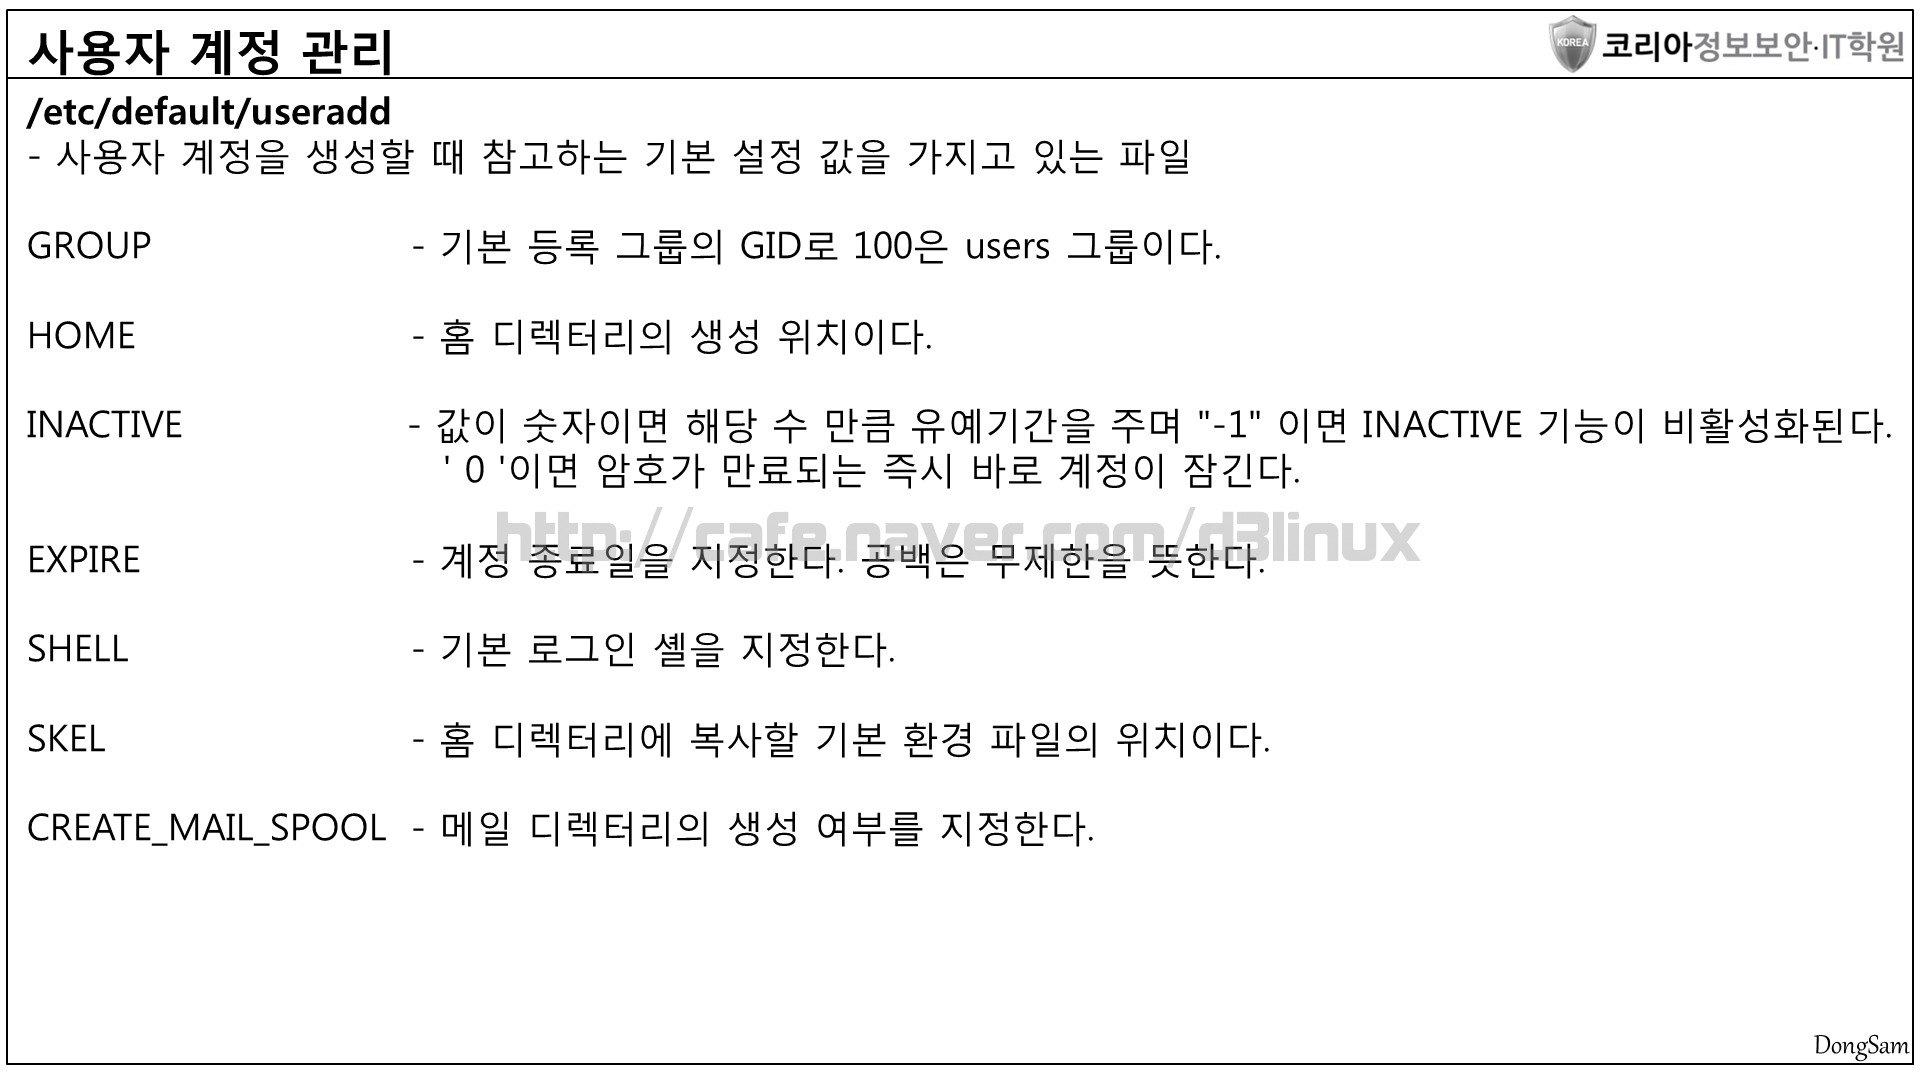 사용자 계정 관리
KOREA 코리아정보보안·IT학원
/etc/default/useradd
- 사용자 계정을 생성할 때 참고하는 기본 설정 값을 가지고 있는 파일
GROUP - 기본 등록 그룹의 GID로 100은 users 그룹이다.
HOME - 홈 디렉터리의 생성 위치이다.
INACTIVE - 값이 숫자이면 해당 수 만큼 유예기간을 주며 "-1" 이면 INACTIVE 기능이 비활성화된다.
' 0 '이면 암호가 만료되는 즉시 바로 계정이 잠긴다.
http://cafe.naver.com/d3linux
EXPIRE - 계정 종료일을 지정한다. 공백은 무제한을 뜻한다.
SHELL - 기본 로그인 셸을 지정한다.
SKEL - 홈 디렉터리에 복사할 기본 환경 파일의 위치이다.
CREATE_MAIL_SPOOL - 메일 디렉터리의 생성 여부를 지정한다.
DongSam